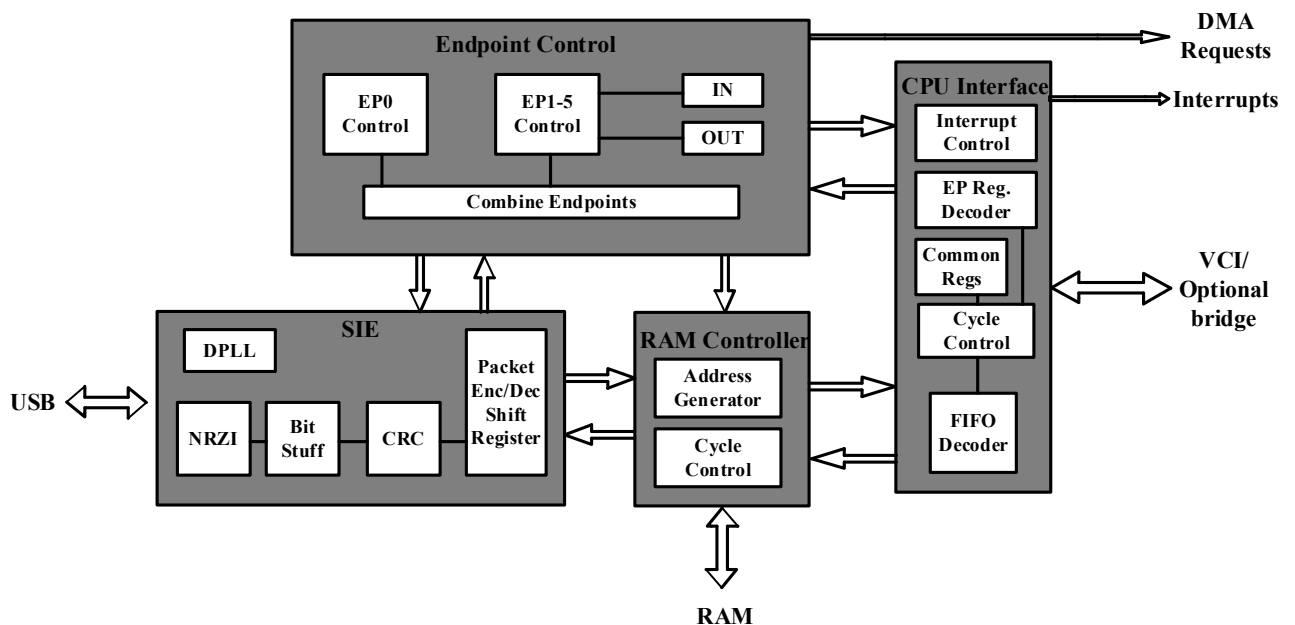 DMA
Requests
Endpoint Control
EP0
Control
EP1-5
Control
IN
OUT
Combine Endpoints
CPU Interface
Interrupts
Interrupt
Control
EP Reg.
Decoder
Common
Regs
Cycle
Control
FIFO
Decoder
VCI/
Optional
bridge
SIE
DPLL
NRZI
Bit
Stuff
CRC
Packet
Enc/Dec
Shift
Register
USB
RAM Controller
Address
Generator
Cycle
Control
RAM